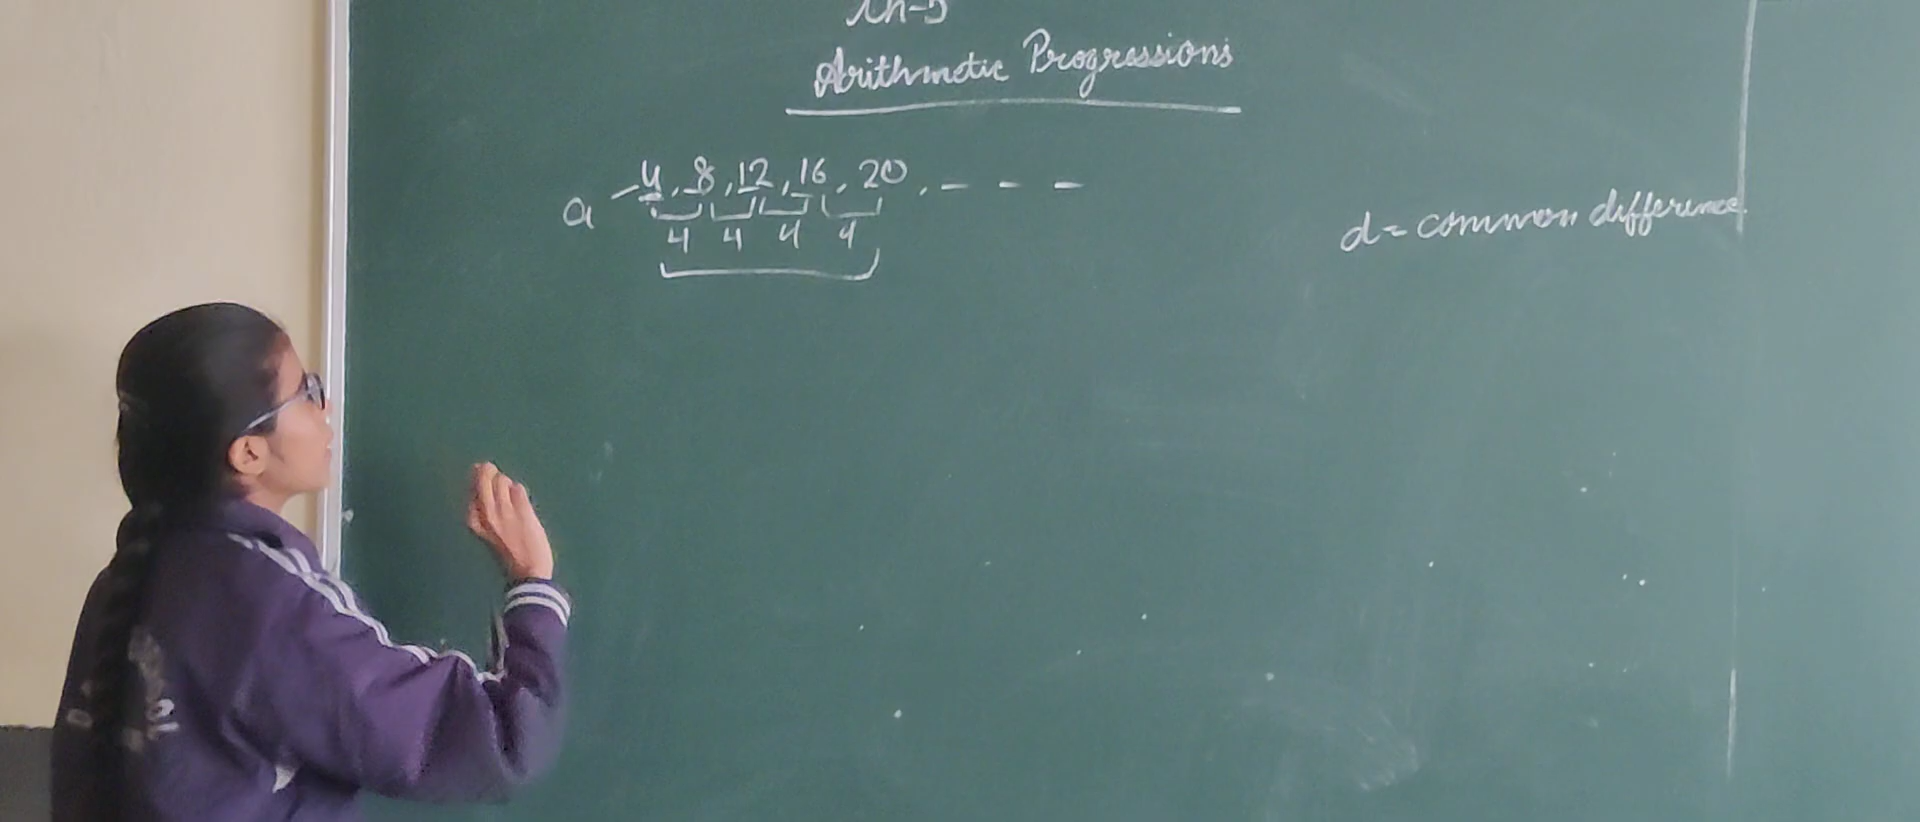 Ch-5
Arithmetic Progressions
a - 4, 8, 12, 16, 20, - - -
4 4 4 4
d = common difference